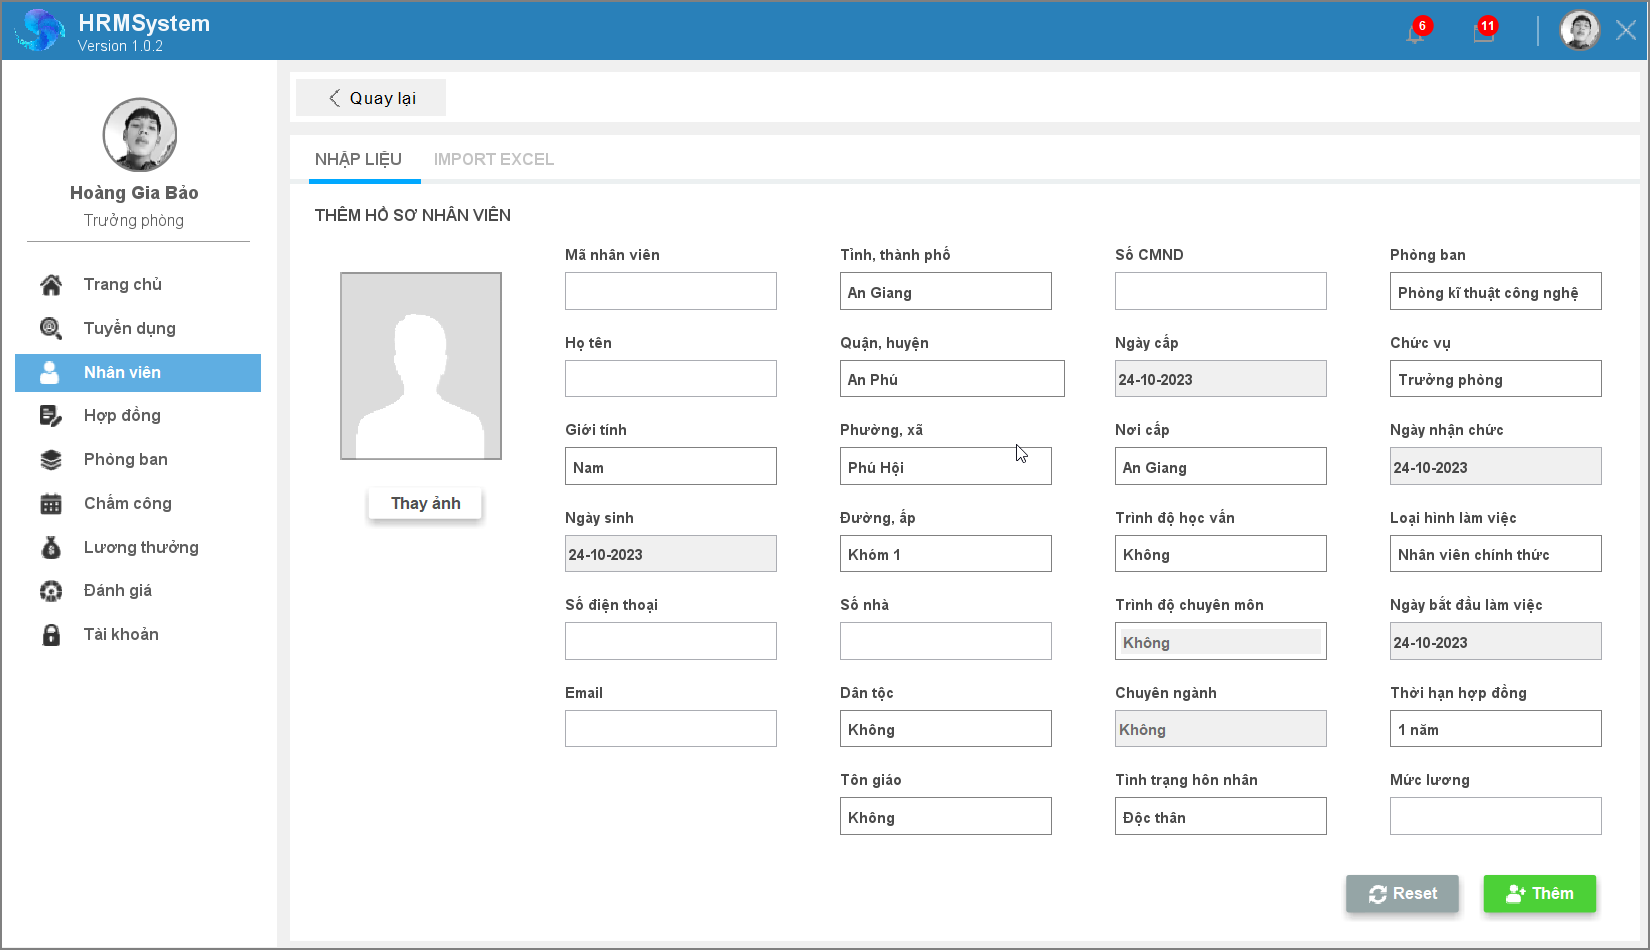 HRMSystem
Version 1.0.2
6
11
Hoàng Gia Bảo
Trưởng phòng
Trang chủ
Tuyển dụng
Nhân viên
Hợp đồng
Phòng ban
Chấm công
Lương thưởng
Đánh giá
Tài khoản
Quay lại
NHẬP LIỆU
IMPORT EXCEL
THÊM HỒ SƠ NHÂN VIÊN
Thay ảnh
Mã nhân viên
Họ tên
Giới tính
Nam
Ngày sinh
24-10-2023
Số điện thoại
Email
Tỉnh, thành phố
An Giang
Quận, huyện
An Phú
Phường, xã
Phú Hội
Đường, ấp
Khóm 1
Số nhà
Dân tộc
Không
Tôn giáo
Không
Số CMND
Ngày cấp
24-10-2023
Nơi cấp
An Giang
Trình độ học vấn
Không
Trình độ chuyên môn
Không
Chuyên ngành
Không
Tình trạng hôn nhân
Độc thân
Phòng ban
Phòng kĩ thuật công nghệ
Chức vụ
Trưởng phòng
Ngày nhận chức
24-10-2023
Loại hình làm việc
Nhân viên chính thức
Ngày bắt đầu làm việc
24-10-2023
Thời hạn hợp đồng
1 năm
Mức lương
Reset
Thêm